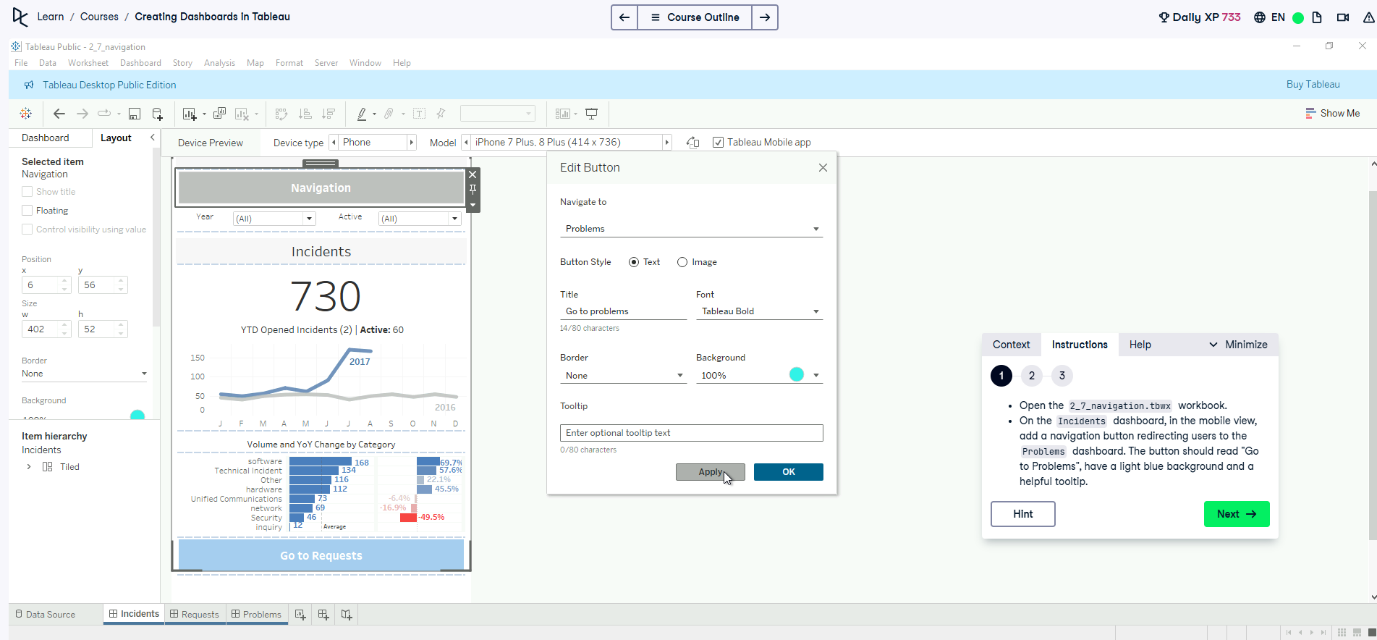 Learn / Courses / Creating Dashboards in Tableau
Course Outline
Daily XP 733
EN
Tableau Public - 2_7_navigation
File Data Worksheet Dashboard Story Analysis Map Format Server Window Help
Tableau Desktop Public Edition
Buy Tableau
Show Me
Dashboard
Layout
Device Preview
Device type
Phone
Model
iPhone 7 Plus. 8 Plus (414 x 736)
Tableau Mobile app
Selected item
Navigation
Show title
Floating
Control visibility using value
Position
x
y
6
56
Size
w
h
402
52
Border
None
Background
Item hierarchy
Incidents
Tiled
Navigation
Year
(All)
Active
(All)
Incidents
730
YTD Opened Incidents (2) | Active: 60
150
100
50
0
2017
2016
J F M A M J J A S O N D
Volume and YoY Change by Category
software 168 69.7%
Technical Incident 134 57.6%
Other 116 22.1%
hardware 112 45.5%
Unified Communications 73 -6.4%
network 69 -16.9%
Security 46 -49.5%
inquiry 12 Average
Go to Requests
Edit Button
Navigate to
Problems
Button Style
Text
Image
Title
Font
Go to problems
Tableau Bold
14/80 characters
Border
Background
None
100%
Tooltip
Enter optional tooltip text
0/80 characters
Apply
OK
Context
Instructions
Help
Minimize
1 2 3
• Open the 2_7_navigation.tbwx workbook.
• On the Incidents dashboard, in the mobile view,
add a navigation button redirecting users to the
Problems dashboard. The button should read "Go
to Problems", have a light blue background and a
helpful tooltip.
Hint
Next
Data Source
Incidents
Requests
Problems